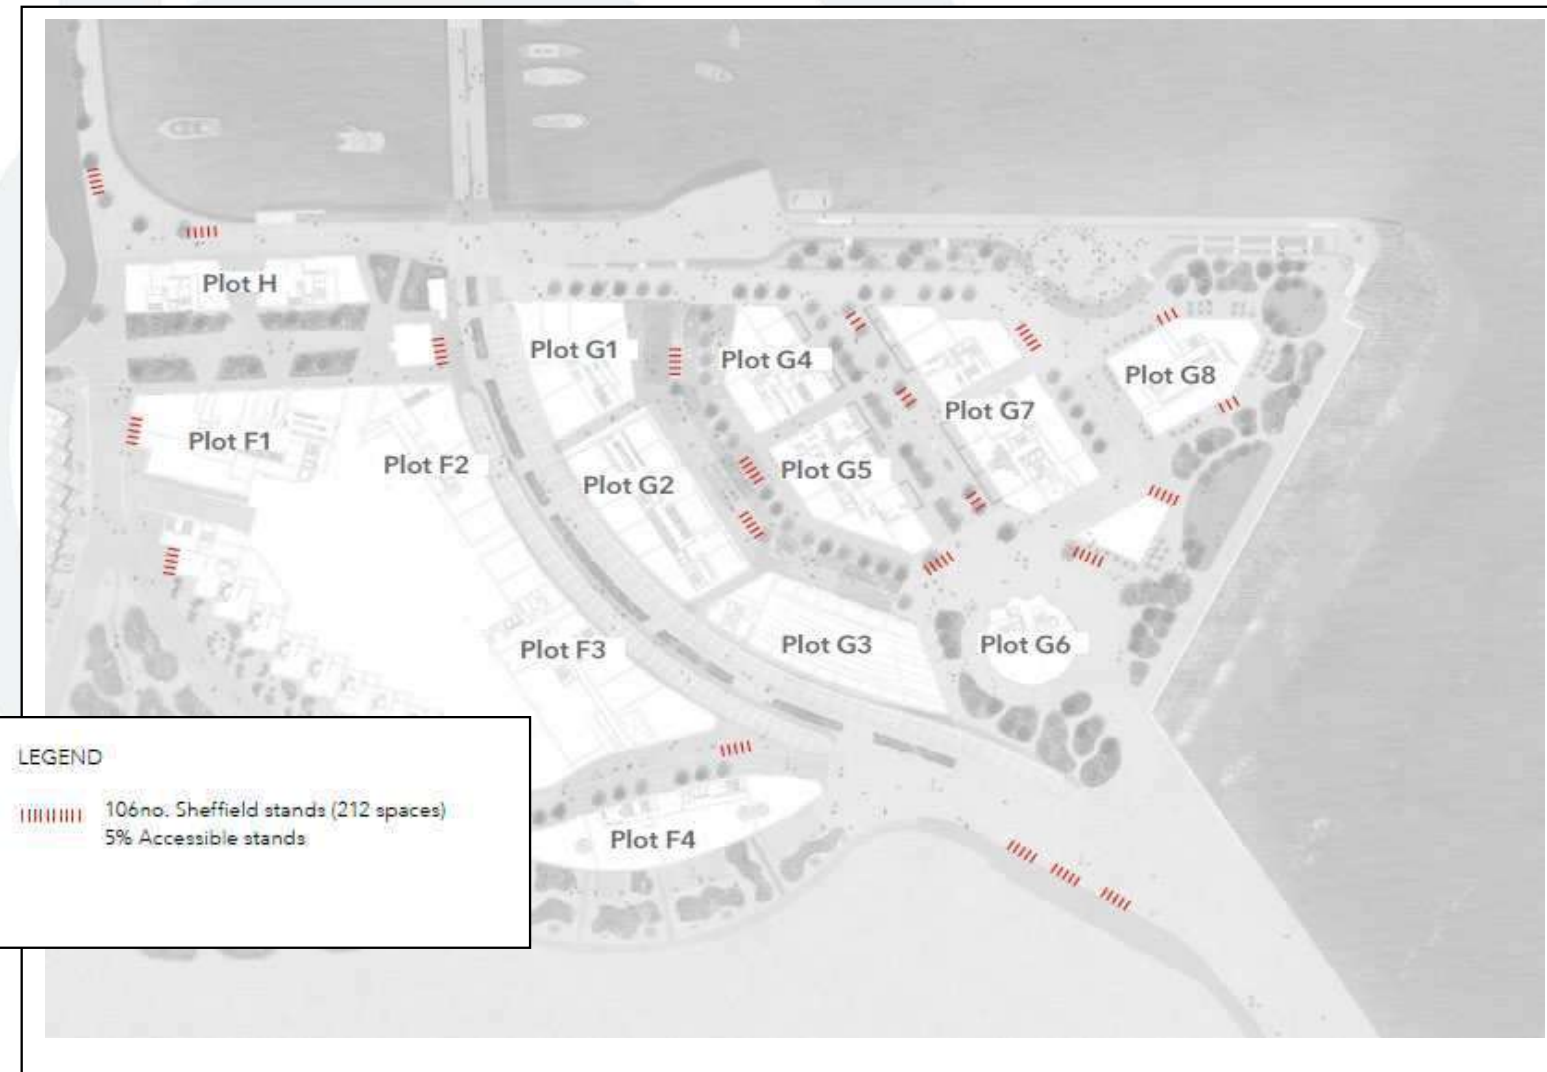 Plot H
Plot G1
Plot G4
Plot G8
Plot G7
Plot F1
Plot F2
Plot G5
Plot G2
Plot F3
Plot G3
Plot G6
LEGEND
106no. Sheffield stands (212 spaces)
5% Accessible stands
Plot F4